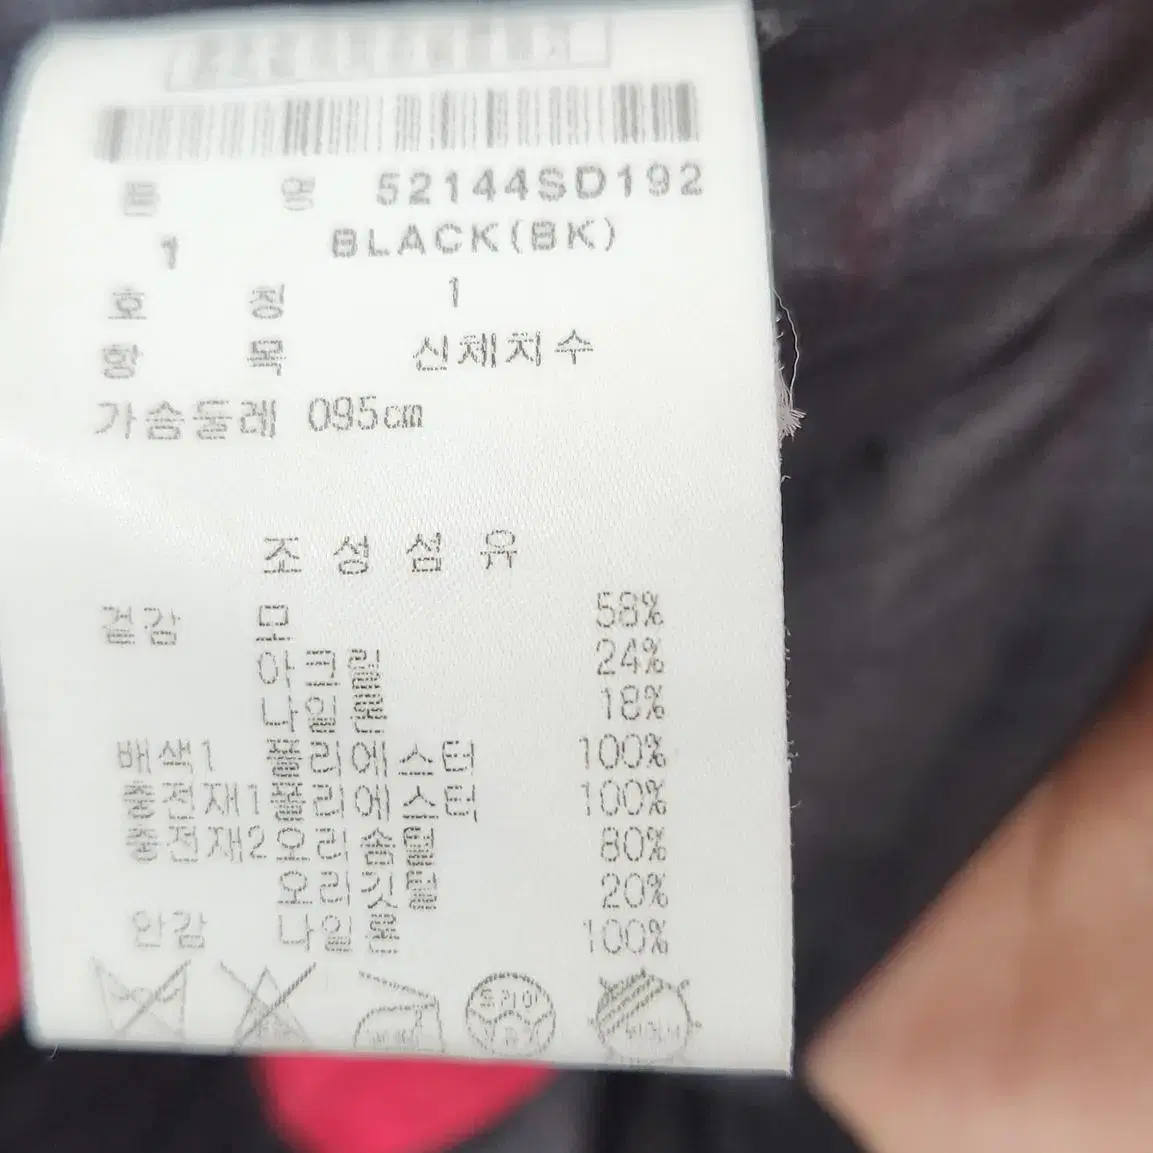 품 명 52144SD192
1 BLACK(BK)
호 칭 1
항 목 신체치수
가슴둘레 095㎝
조 성 섬 유
겉감 모 58%
아크릴 24%
나일론 18%
배색1 폴리에스터 100%
충전재1 폴리에스터 100%
충전재2 오리솜털 80%
오리깃털 20%
안감 나일론 100%
드라이